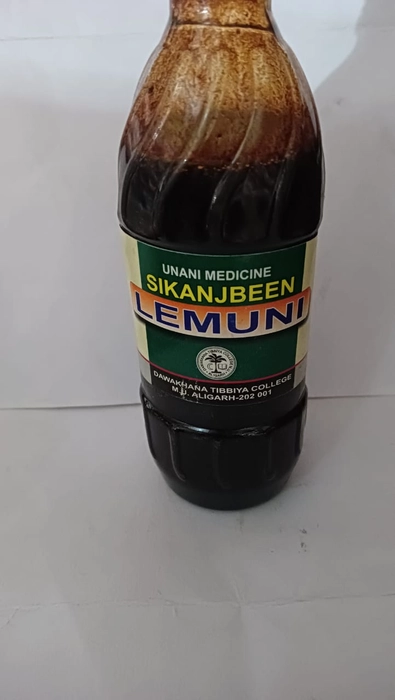 UNANI MEDICINE
SIKANJBEEN
LEMUNI
DAWAKHANA TIBBIYA COLLEGE
M.U. ALIGARH-202 001